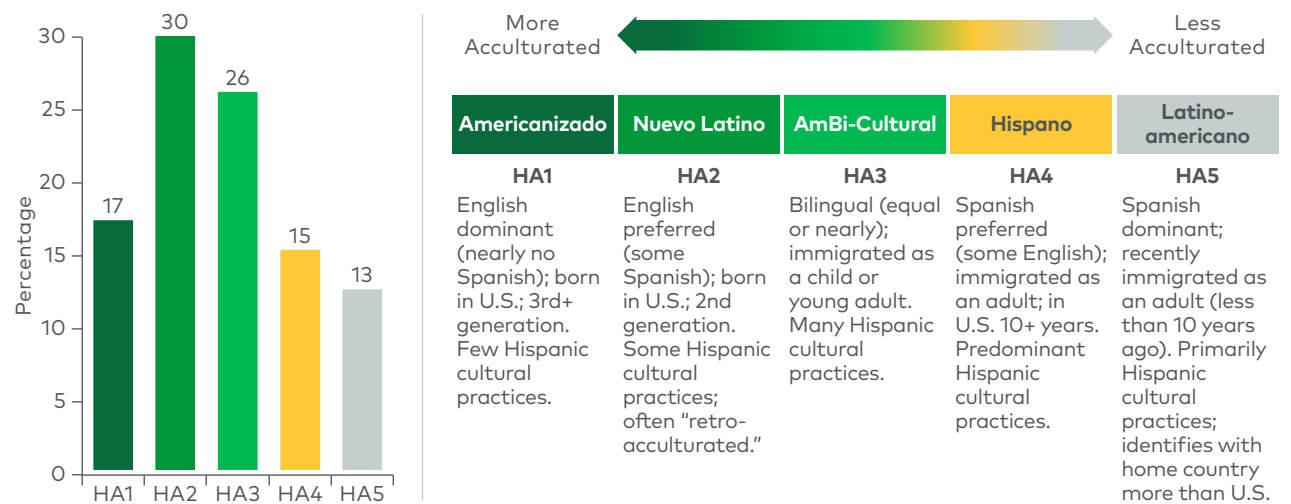 Percentage
30
25
20
15
10
5
0
17
30
26
15
13
HA1
HA2
HA3
HA4
HA5
More
Acculturated
Less
Acculturated
Americanizado
Nuevo Latino
AmBi-Cultural
Hispano
Latino-
americano
HA1
English
dominant
(nearly no
Spanish); born
in U.S.; 3rd+
generation.
Few Hispanic
cultural
practices.
HA2
English
preferred
(some
Spanish); born
in U.S.; 2nd
generation.
Some Hispanic
cultural
practices;
often “retro-
acculturated.”
HA3
Bilingual (equal
or nearly);
immigrated as
a child or
young adult.
Many Hispanic
cultural
practices.
HA4
Spanish
preferred
(some English);
immigrated as
an adult; in
U.S. 10+ years.
Predominant
Hispanic
cultural
practices.
HA5
Spanish
dominant;
recently
immigrated as
an adult (less
than 10 years
ago). Primarily
Hispanic
cultural
practices;
identifies with
home country
more than U.S.